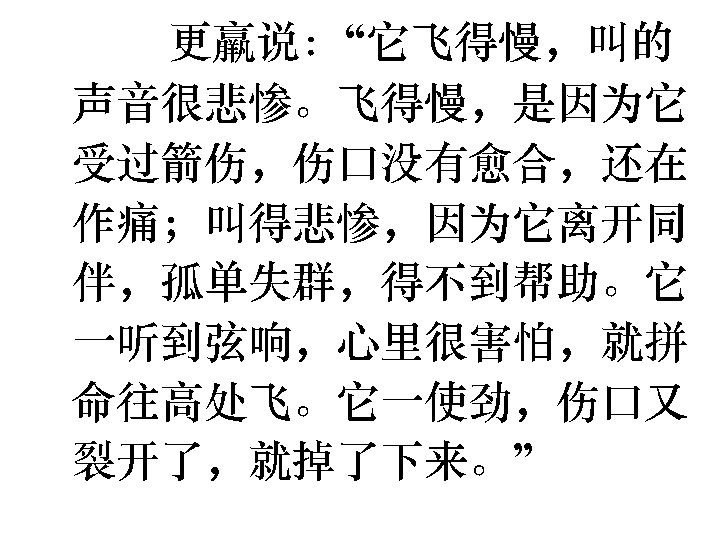 更羸说：“它飞得慢，叫的
声音很悲惨。飞得慢，是因为它
受过箭伤，伤口没有愈合，还在
作痛；叫得悲惨，因为它离开同
伴，孤单失群，得不到帮助。它
一听到弦响，心里很害怕，就拼
命往高处飞。它一使劲，伤口又
裂开了，就掉了下来。”